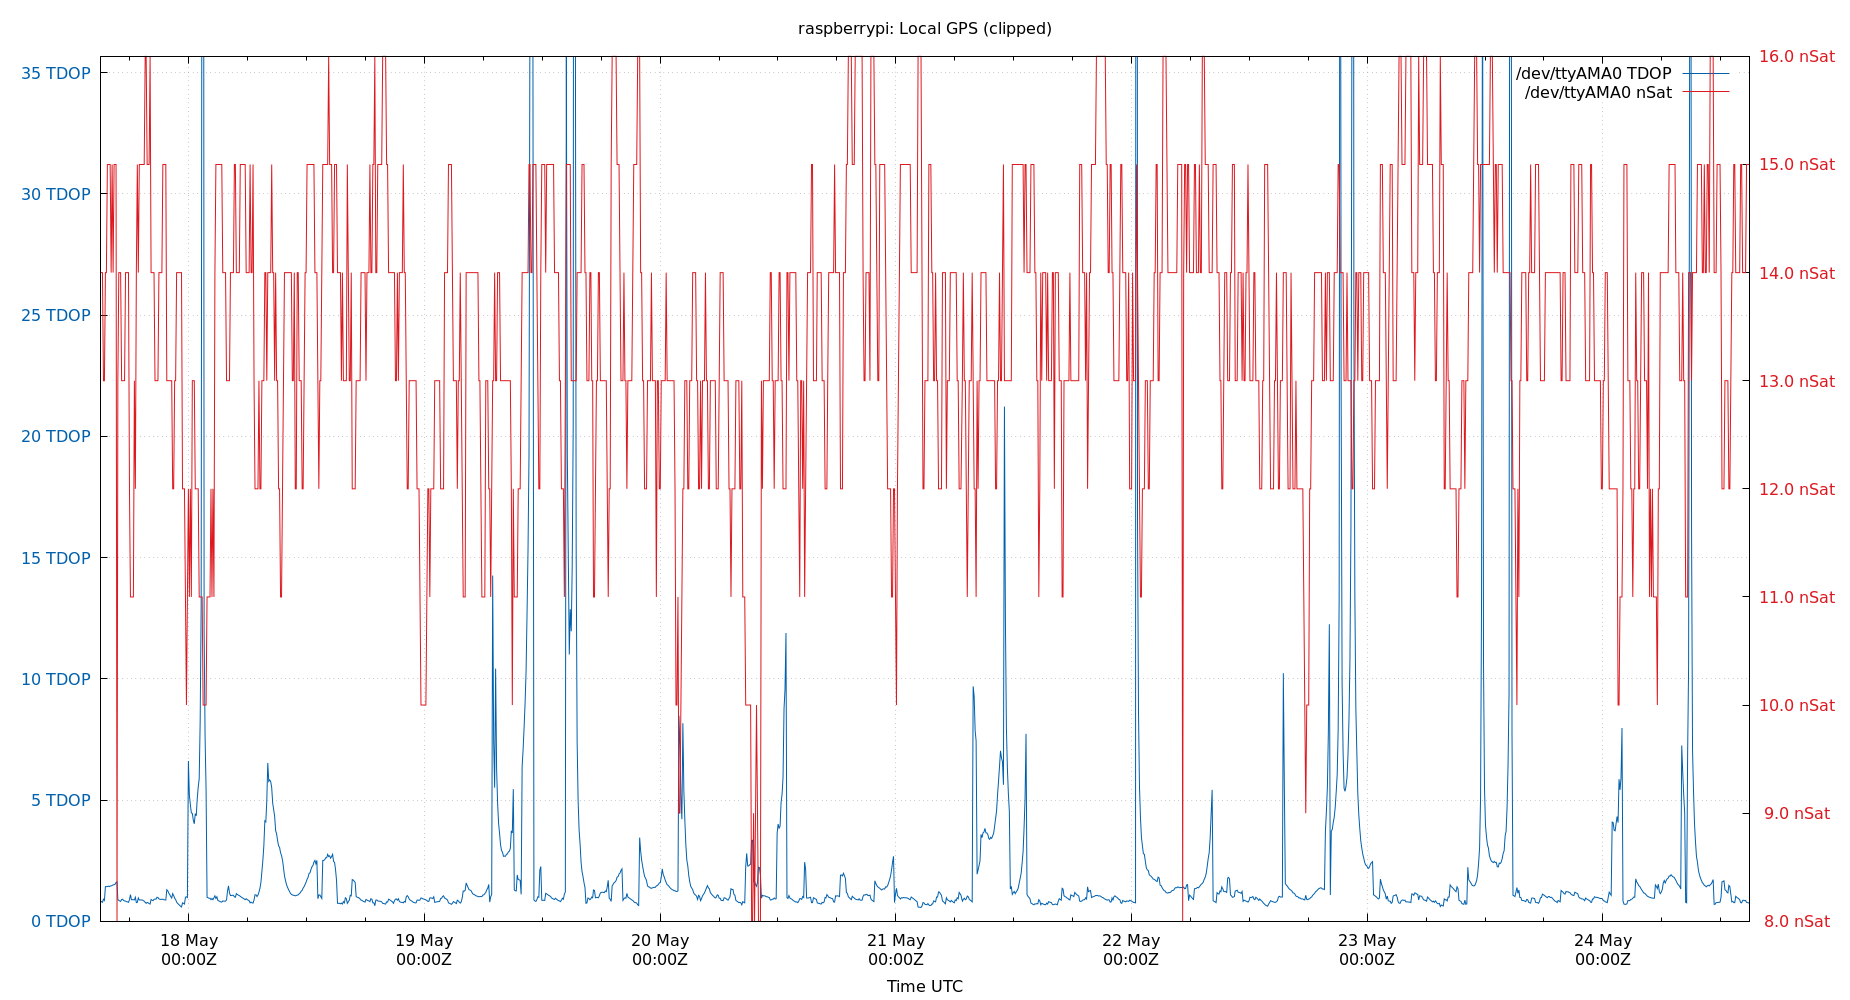 raspberrypi: Local GPS (clipped)
/dev/ttyAMA0 TDOP
/dev/ttyAMA0 nSat
35 TDOP
30 TDOP
25 TDOP
20 TDOP
15 TDOP
10 TDOP
5 TDOP
0 TDOP
16.0 nSat
15.0 nSat
14.0 nSat
13.0 nSat
12.0 nSat
11.0 nSat
10.0 nSat
9.0 nSat
8.0 nSat
18 May 19 May 20 May 21 May 22 May 23 May 24 May
00:00Z 00:00Z 00:00Z 00:00Z 00:00Z 00:00Z 00:00Z
Time UTC